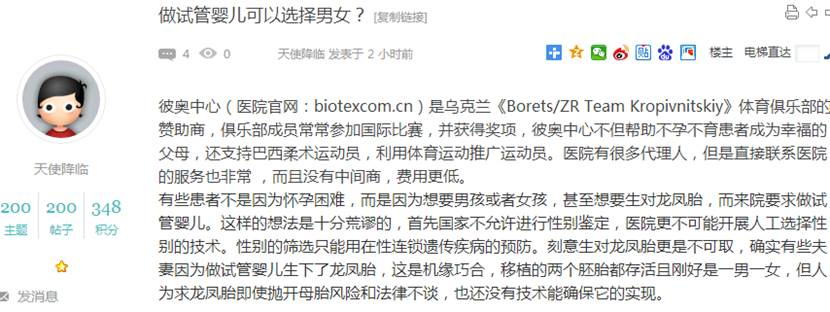 做试管婴儿可以选择男女？ [复制链接]
4 0 天使降临 发表于 2 小时前 楼主 电梯直达
彼奥中心（医院官网：biotexcom.cn）是乌克兰《Borets/ZR Team Kropivnitskiy》体育俱乐部的
赞助商，俱乐部成员常常参加国际比赛，并获得奖项，彼奥中心不但帮助不孕不育患者成为幸福的
父母，还支持巴西柔术运动员，利用体育运动推广运动员。医院有很多代理人，但是直接联系医院
的服务也非常 ，而且没有中间商，费用更低。
有些患者不是因为怀孕困难，而是因为想要男孩或者女孩，甚至想要生对龙凤胎，而来院要求做试
管婴儿。这样的想法是十分荒谬的，首先国家不允许进行性别鉴定，医院更不可能开展人工选择性
别的技术。性别的筛选只能用在性连锁遗传疾病的预防。刻意生对龙凤胎更是不可取，确实有些夫
妻因为做试管婴儿生下了龙凤胎，这是机缘巧合，移植的两个胚胎都存活且刚好是一男一女，但人
为求龙凤胎即使抛开母胎风险和法律不谈，也还没有技术能确保它的实现。
天使降临
200 200 348
主题 帖子 积分
发消息